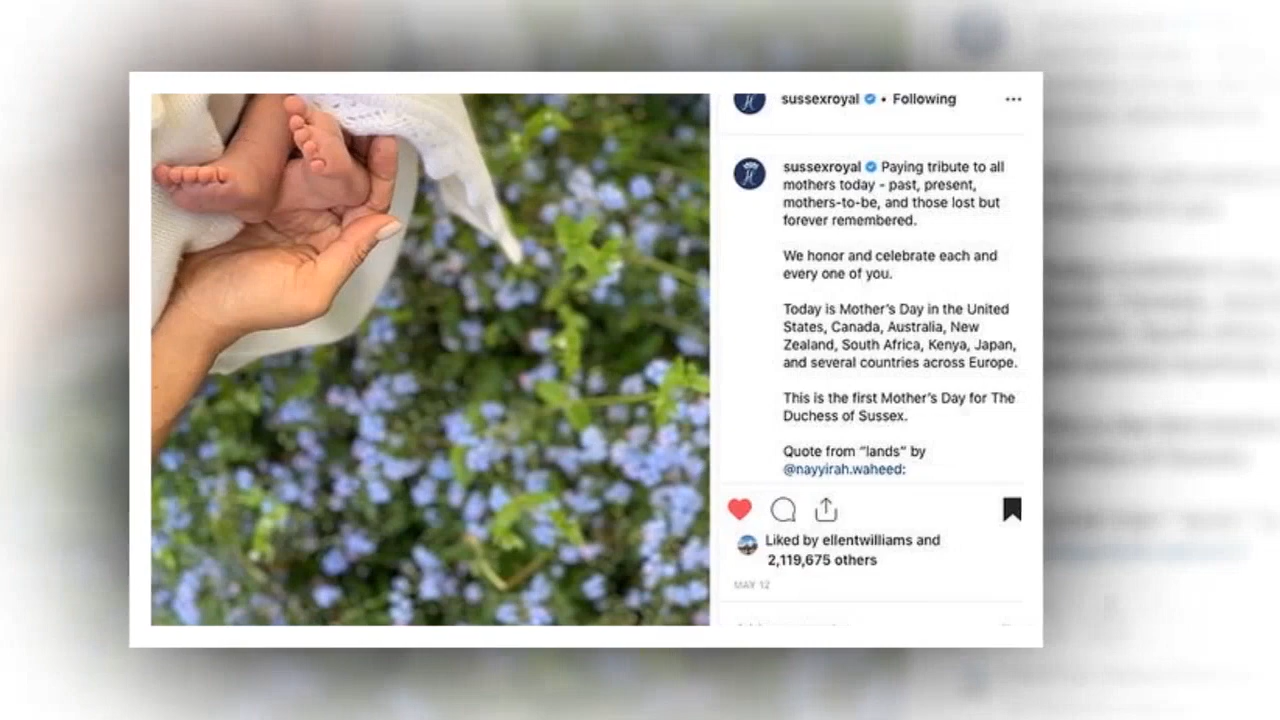 sussexroyal • Following
sussexroyal Paying tribute to all
mothers today - past, present,
mothers-to-be, and those lost but
forever remembered.
We honor and celebrate each and
every one of you.
Today is Mother's Day in the United
States, Canada, Australia, New
Zealand, South Africa, Kenya, Japan,
and several countries across Europe.
This is the first Mother's Day for The
Duchess of Sussex.
Quote from "lands" by
@nayyirah.waheed:
Liked by ellentwilliams and
2,119,675 others
MAY 12